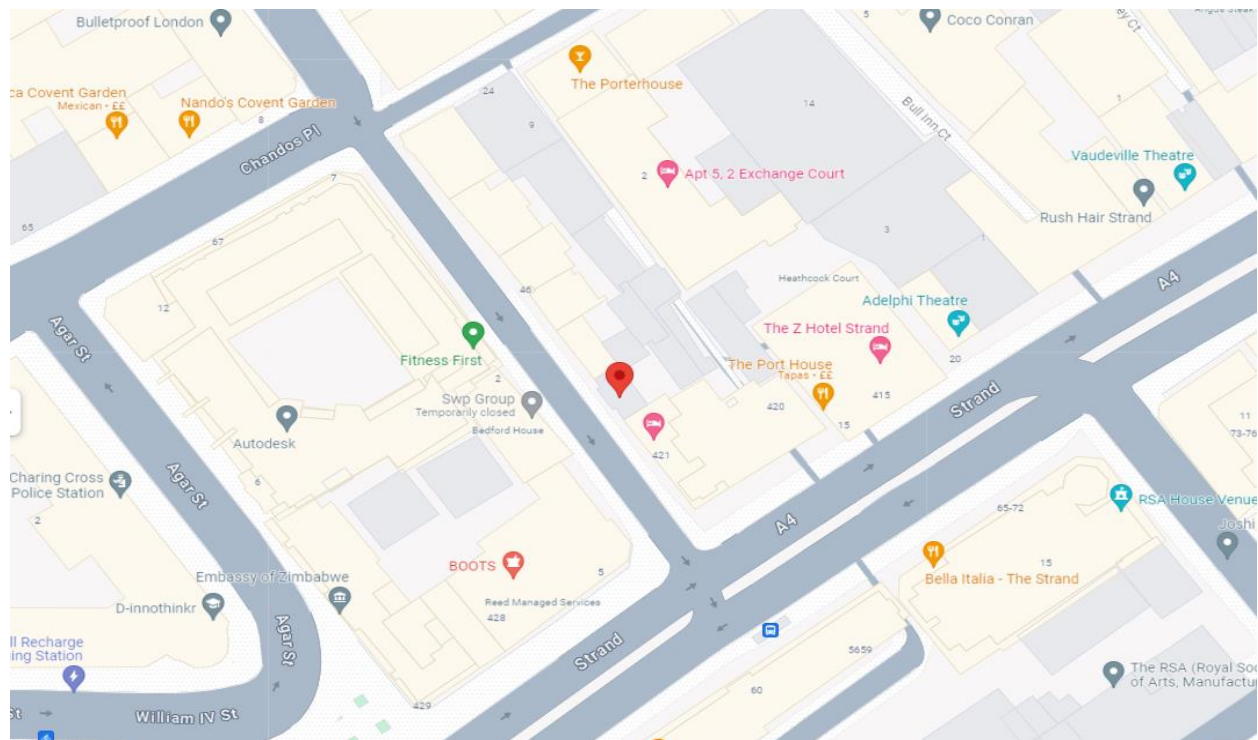 Bulletproof London
5
Coco Conran
ey Ct
The Porterhouse
ca Covent Garden
Mexican • ££
Nando's Covent Garden
8
24
9
14
1
Bull Inn Ct
Chandos Pl
Vaudeville Theatre
7
2
Apt 5, 2 Exchange Court
Rush Hair Strand
65
67
3
1
46
Heathcock Court
A4
12
Adelphi Theatre
Agar St
The Z Hotel Strand
Fitness First
20
The Port House
Tapas • ££
2
Swp Group
Temporarily closed
Bedford House
420
15
415
Strand
11
73-76
Autodesk
421
Charing Cross
Police Station
Agar St
6
2
A4
65-72
RSA House Venue
Joshi
BOOTS
5
15
Bella Italia - The Strand
Embassy of Zimbabwe
D-innothinkr
Reed Managed Services
428
Agar St
ll Recharge
ing Station
Strand
5659
The RSA (Royal Soc
of Arts, Manufactur
60
429
St
William IV St